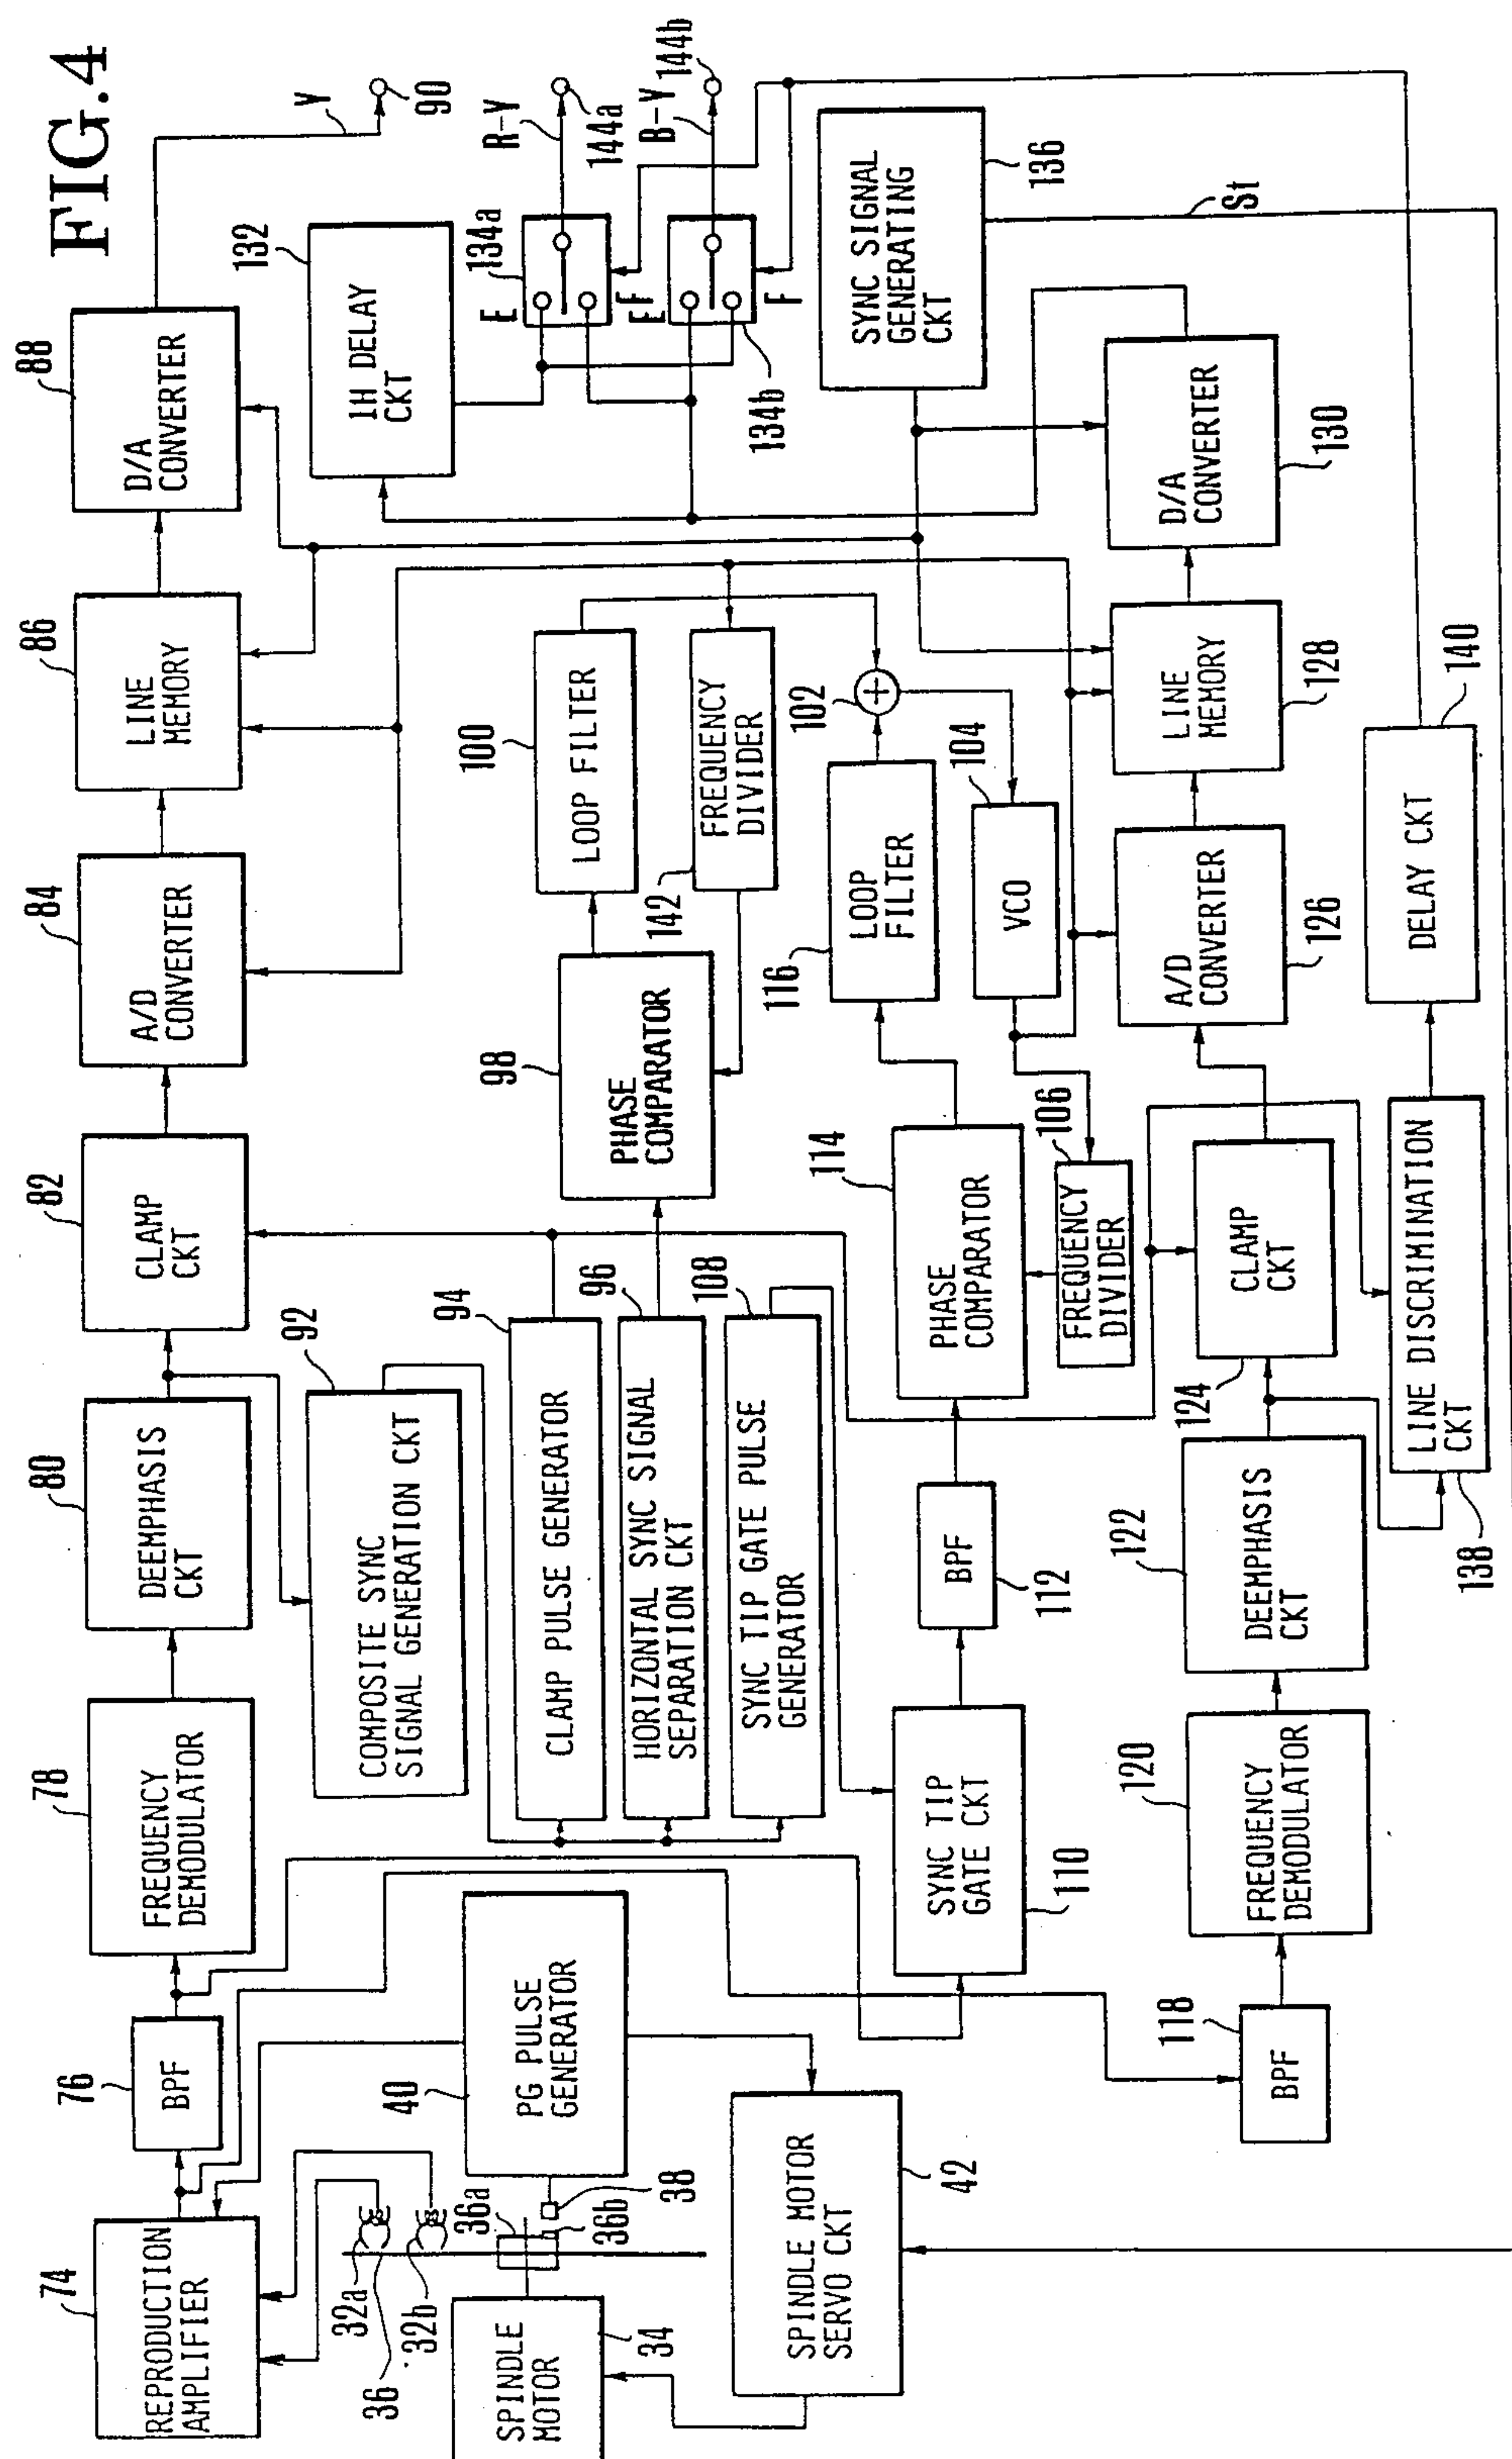 FIG.4
74
REPRODUCTION
AMPLIFIER
76
BPF
78
FREQUENCY
DEMODULATOR
80
DEEMPHASIS
CKT
82
CLAMP
CKT
84
A/D
CONVERTER
86
LINE
MEMORY
88
D/A
CONVERTER
Y
90
32a
36
32b
36a
36b
38
SPINDLE
MOTOR
34
40
PG PULSE
GENERATOR
SPINDLE MOTOR
SERVO CKT
42
92
COMPOSITE SYNC
SIGNAL GENERATION CKT
94
CLAMP PULSE GENERATOR
96
HORIZONTAL SYNC SIGNAL
SEPARATION CKT
108
SYNC TIP GATE PULSE
GENERATOR
98
PHASE
COMPARATOR
100
LOOP FILTER
142
FREQUENCY
DIVIDER
102
132
1H DELAY
CKT
134a
E
F
R-Y
144a
E
F
134b
B-Y
144b
SYNC TIP
GATE CKT
110
BPF
112
114
PHASE
COMPARATOR
106
FREQUENCY
DIVIDER
116
LOOP
FILTER
104
VCO
SYNC SIGNAL
GENERATING
CKT
136
St
118
BPF
120
FREQUENCY
DEMODULATOR
122
DEEMPHASIS
CKT
124
CLAMP
CKT
A/D
CONVERTER
126
LINE
MEMORY
128
D/A
CONVERTER
130
LINE DISCRIMINATION
CKT
138
DELAY CKT
140